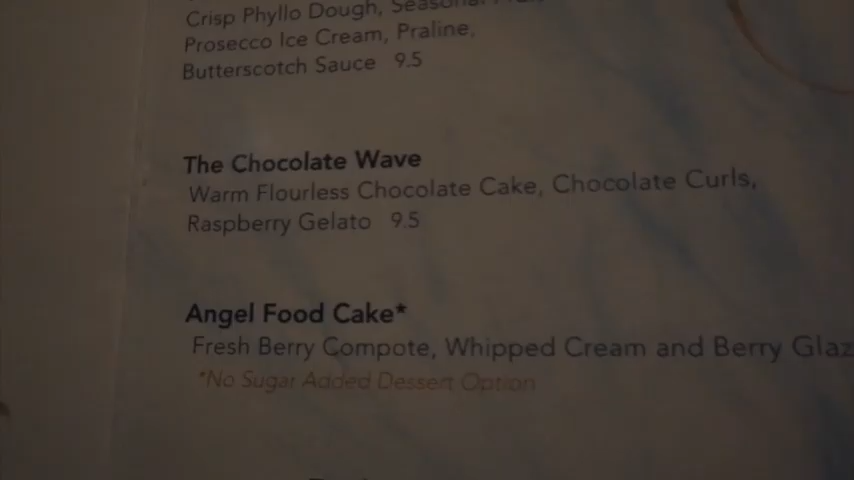 Crisp Phyllo Dough, Seasonal
Prosecco Ice Cream, Praline,
Butterscotch Sauce 9.5
The Chocolate Wave
Warm Flourless Chocolate Cake, Chocolate Curls,
Raspberry Gelato 9.5
Angel Food Cake*
Fresh Berry Compote, Whipped Cream and Berry Glaz
*No Sugar Added Dessert Option